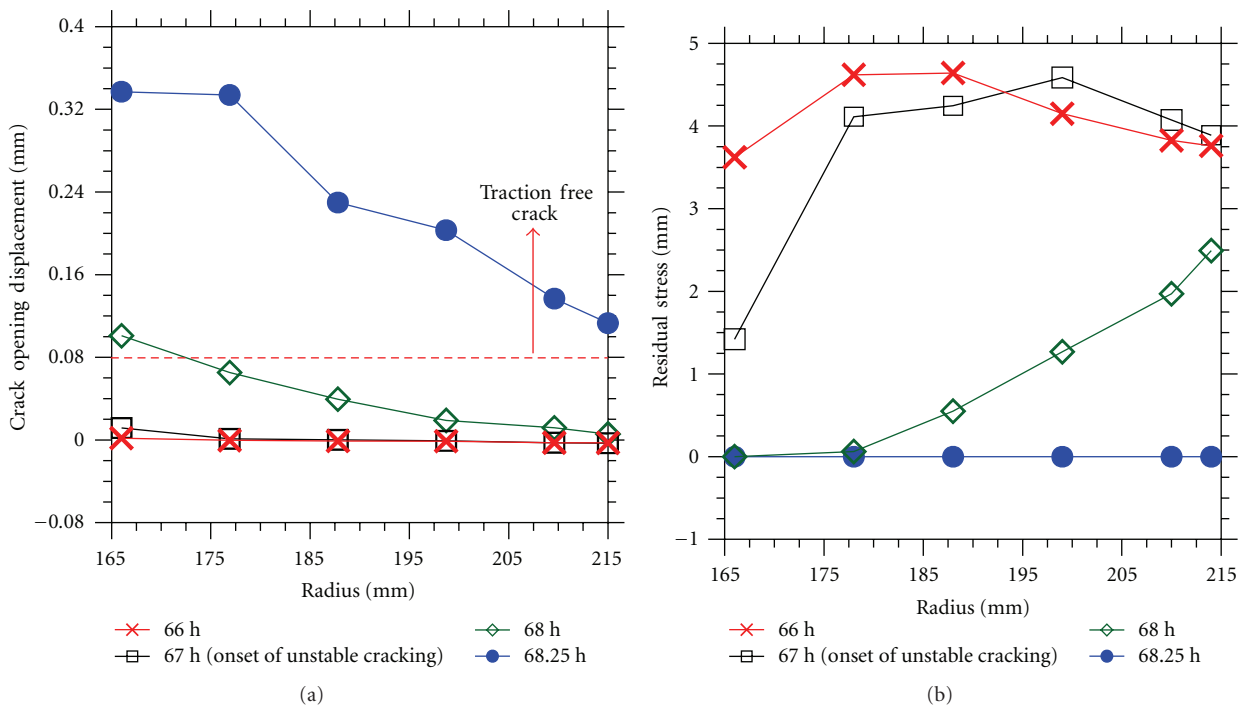 0.4
0.32
0.24
0.16
0.08
0
−0.08
Crack opening displacement (mm)
Traction free
crack
165 175 185 195 205 215
Radius (mm)
66 h
67 h (onset of unstable cracking)
68 h
68.25 h
(a)
5
4
3
2
1
0
−1
Residual stress (mm)
165 175 185 195 205 215
Radius (mm)
66 h
67 h (onset of unstable cracking)
68 h
68.25 h
(b)